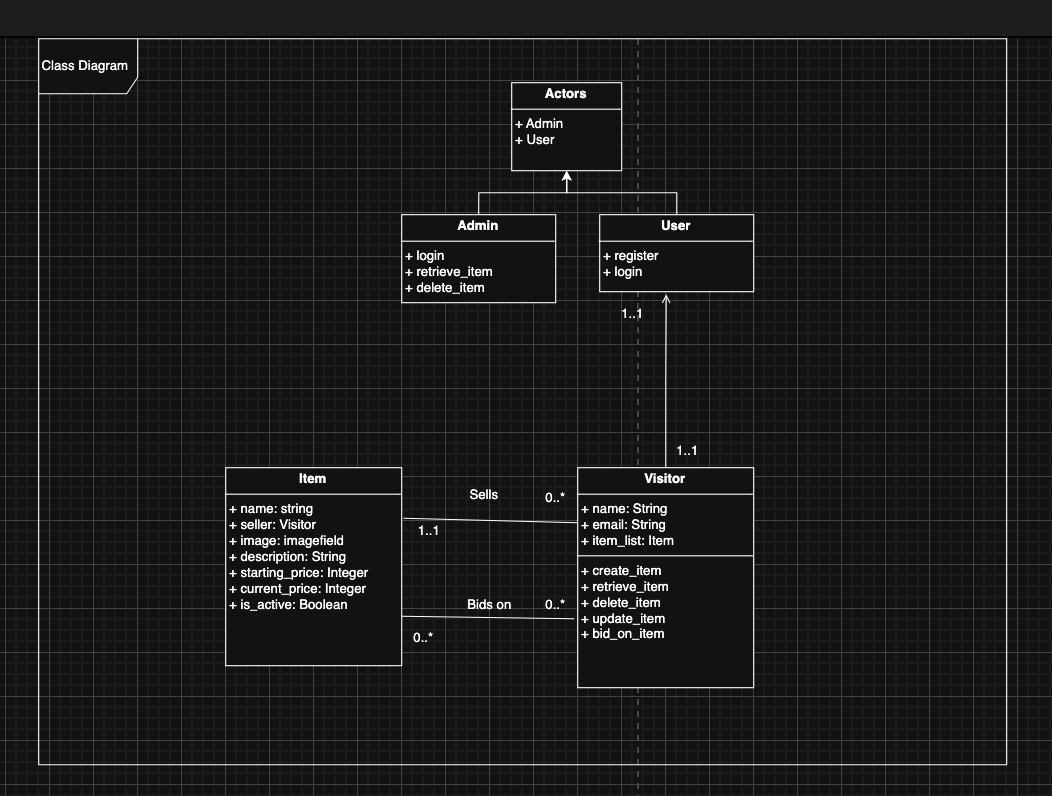 Class Diagram
Actors
+ Admin
+ User
Admin
+ login
+ retrieve_item
+ delete_item
User
+ register
+ login
1..1
1..1
Item
+ name: string
+ seller: Visitor
+ image: imagefield
+ description: String
+ starting_price: Integer
+ current_price: Integer
+ is_active: Boolean
Sells
0..*
1..1
Bids on
0..*
0..*
Visitor
+ name: String
+ email: String
+ item_list: Item
+ create_item
+ retrieve_item
+ delete_item
+ update_item
+ bid_on_item